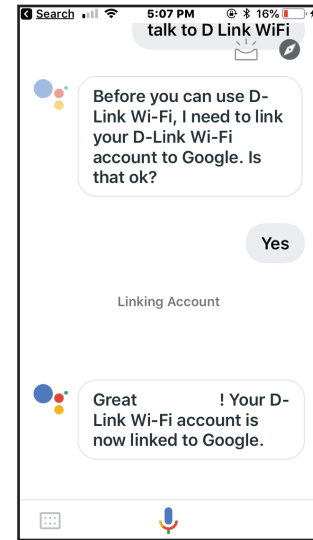 Search 5:07 PM 16%
talk to D Link WiFi
Before you can use D-
Link Wi-Fi, I need to link
your D-Link Wi-Fi
account to Google. Is
that ok?
Yes
Linking Account
Great ! Your D-
Link Wi-Fi account is
now linked to Google.